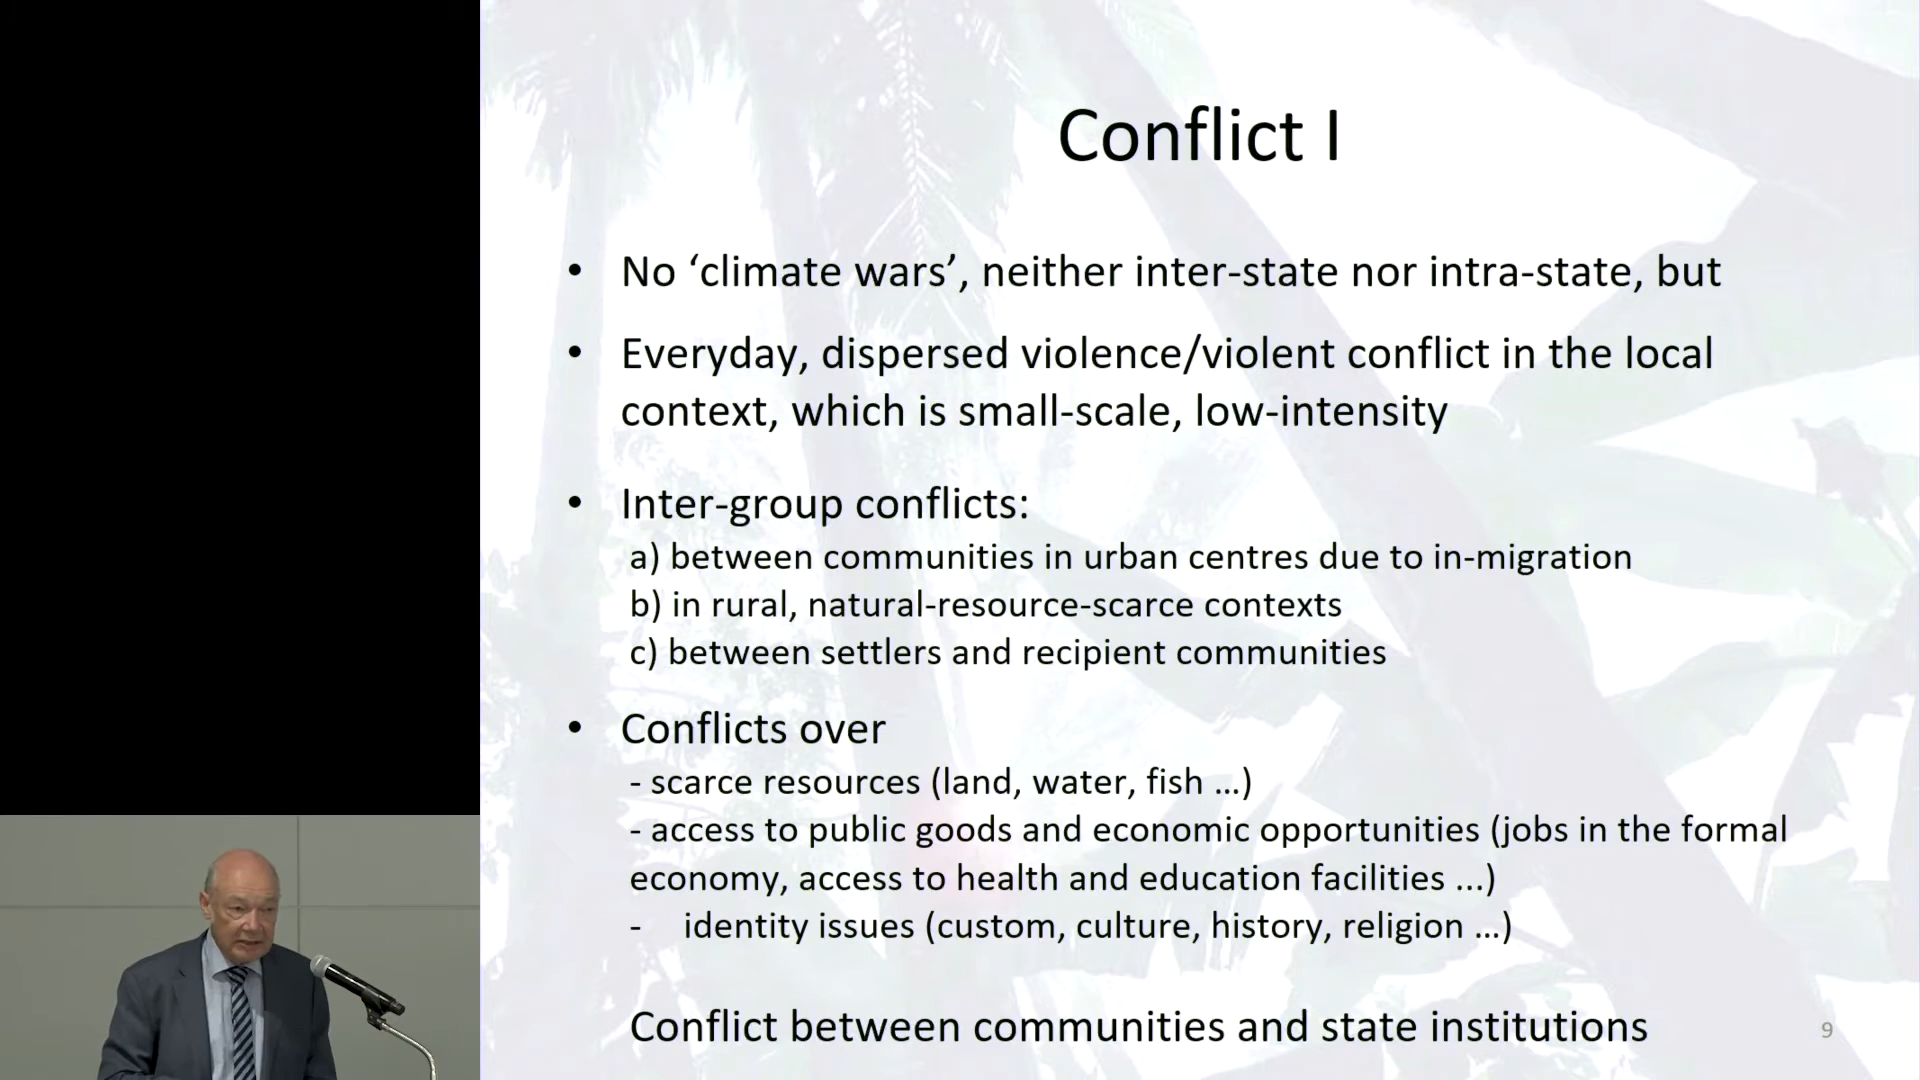 Conflict I
• No ‘climate wars’, neither inter-state nor intra-state, but
• Everyday, dispersed violence/violent conflict in the local
context, which is small-scale, low-intensity
• Inter-group conflicts:
a) between communities in urban centres due to in-migration
b) in rural, natural-resource-scarce contexts
c) between settlers and recipient communities
• Conflicts over
- scarce resources (land, water, fish ...)
- access to public goods and economic opportunities (jobs in the formal
economy, access to health and education facilities ...)
- identity issues (custom, culture, history, religion ...)
Conflict between communities and state institutions
9